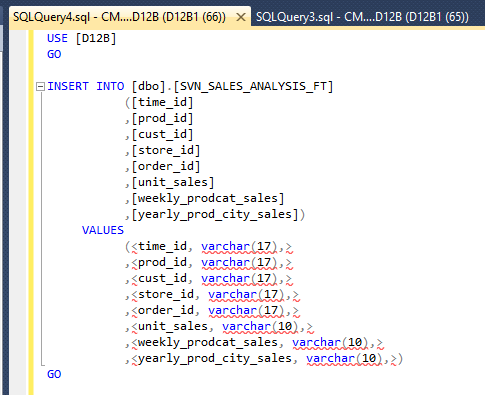 SQLQuery4.sql - CM....D12B (D12B1 (66)) SQLQuery3.sql - CM....D12B (D12B1 (65))
USE [D12B]
GO
INSERT INTO [dbo].[SVN_SALES_ANALYSIS_FT]
([time_id]
,[prod_id]
,[cust_id]
,[store_id]
,[order_id]
,[unit_sales]
,[weekly_prodcat_sales]
,[yearly_prod_city_sales])
VALUES
(<time_id, varchar(17),>
,<prod_id, varchar(17),>
,<cust_id, varchar(17),>
,<store_id, varchar(17),>
,<order_id, varchar(17),>
,<unit_sales, varchar(10),>
,<weekly_prodcat_sales, varchar(10),>
,<yearly_prod_city_sales, varchar(10),>)
GO